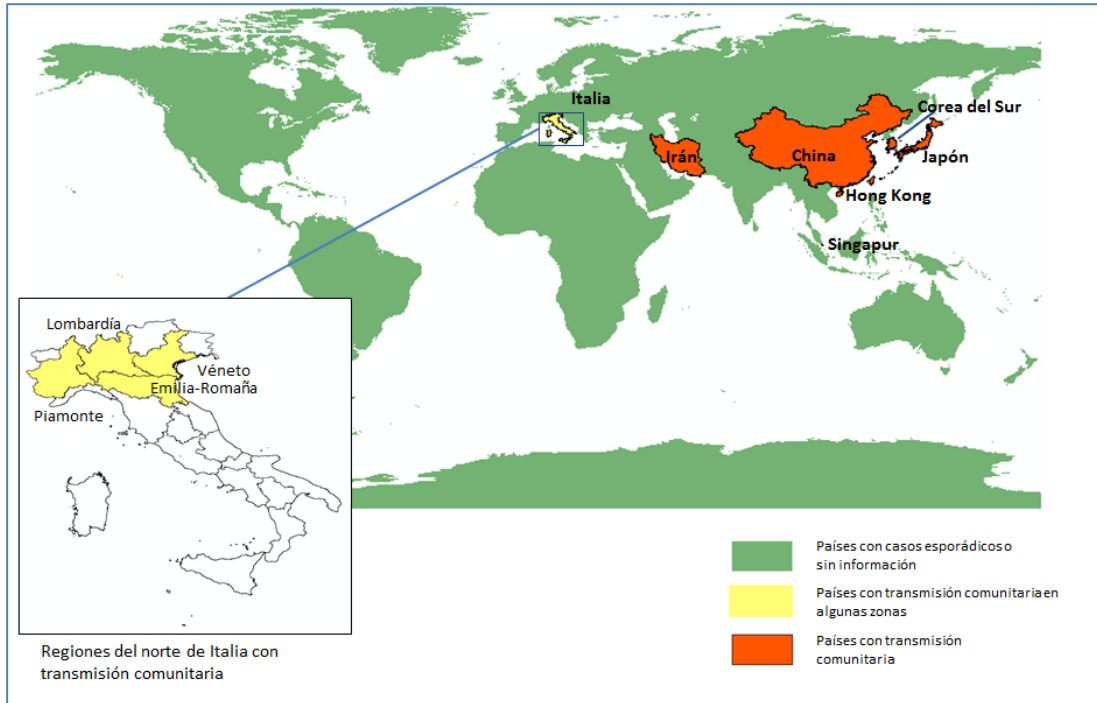 Italia
Corea del Sur
Irán
China
Japón
Hong Kong
Singapur
Lombardía
Véneto
Emilia-Romaña
Piamonte
Regiones del norte de Italia con
transmisión comunitaria
Países con casos esporádicos o
sin información
Países con transmisión comunitaria en
algunas zonas
Países con transmisión
comunitaria